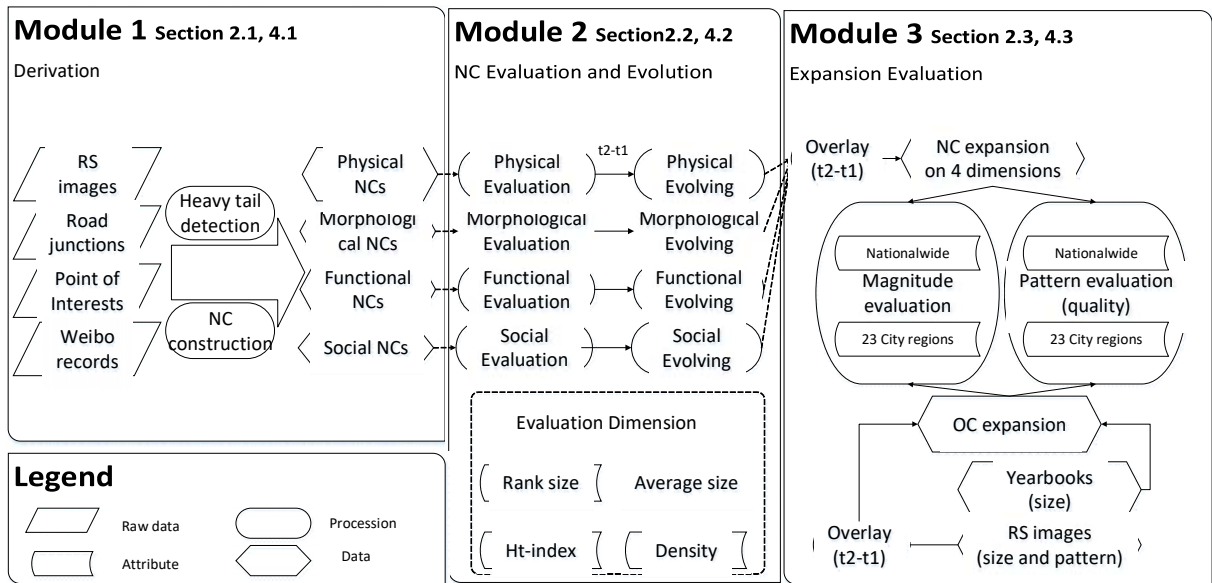 Module 1 Section 2.1, 4.1
Derivation
RS
images
Road
junctions
Point of
Interests
Weibo
records
Heavy tail
detection
NC
construction
Physical
NCs
Morphologi
cal NCs
Functional
NCs
Social NCs
Legend
Raw data
Procession
Attribute
Data
Module 2 Section2.2, 4.2
NC Evaluation and Evolution
Physical
Evaluation
t2-t1
Physical
Evolving
Morphological
Evaluation
Morphological
Evolving
Functional
Evaluation
Functional
Evolving
Social
Evaluation
Social
Evolving
Evaluation Dimension
Rank size
Average size
Ht-index
Density
Module 3 Section 2.3, 4.3
Expansion Evaluation
Overlay
(t2-t1)
NC expansion
on 4 dimensions
Nationalwide
Magnitude
evaluation
23 City regions
Nationalwide
Pattern evaluation
(quality)
23 City regions
OC expansion
Yearbooks
(size)
Overlay
(t2-t1)
RS images
(size and pattern)